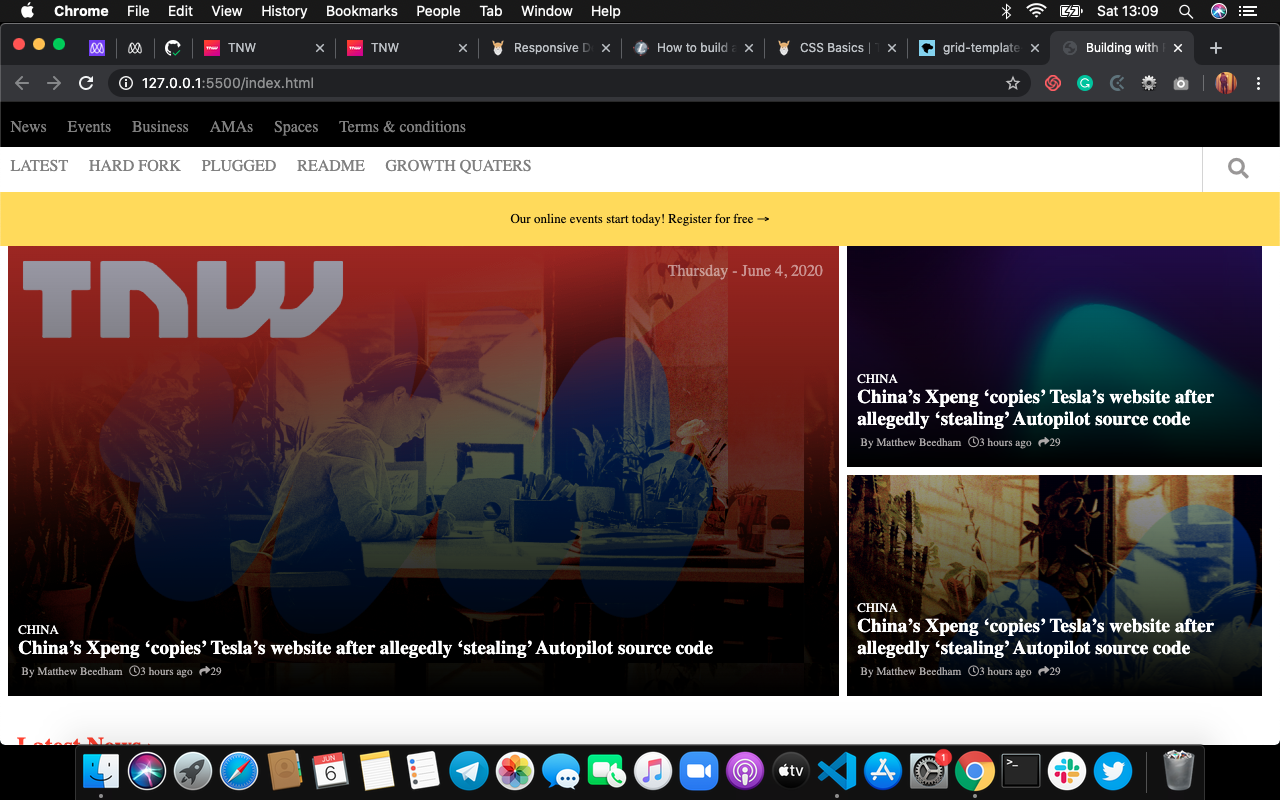 Chrome File Edit View History Bookmarks People Tab Window Help Sat 13:09
TNW TNW Responsive D How to build a CSS Basics | T grid-template Building with
127.0.0.1:5500/index.html
News Events Business AMAs Spaces Terms & conditions
LATEST HARD FORK PLUGGED README GROWTH QUATERS
Our online events start today! Register for free →
TNW
Thursday - June 4, 2020
CHINA
China’s Xpeng ‘copies’ Tesla’s website after allegedly ‘stealing’ Autopilot source code
By Matthew Beedham 3 hours ago 29
CHINA
China’s Xpeng ‘copies’ Tesla’s website after
allegedly ‘stealing’ Autopilot source code
By Matthew Beedham 3 hours ago 29
CHINA
China’s Xpeng ‘copies’ Tesla’s website after
allegedly ‘stealing’ Autopilot source code
By Matthew Beedham 3 hours ago 29
Latest News
JUN
6
tv
1